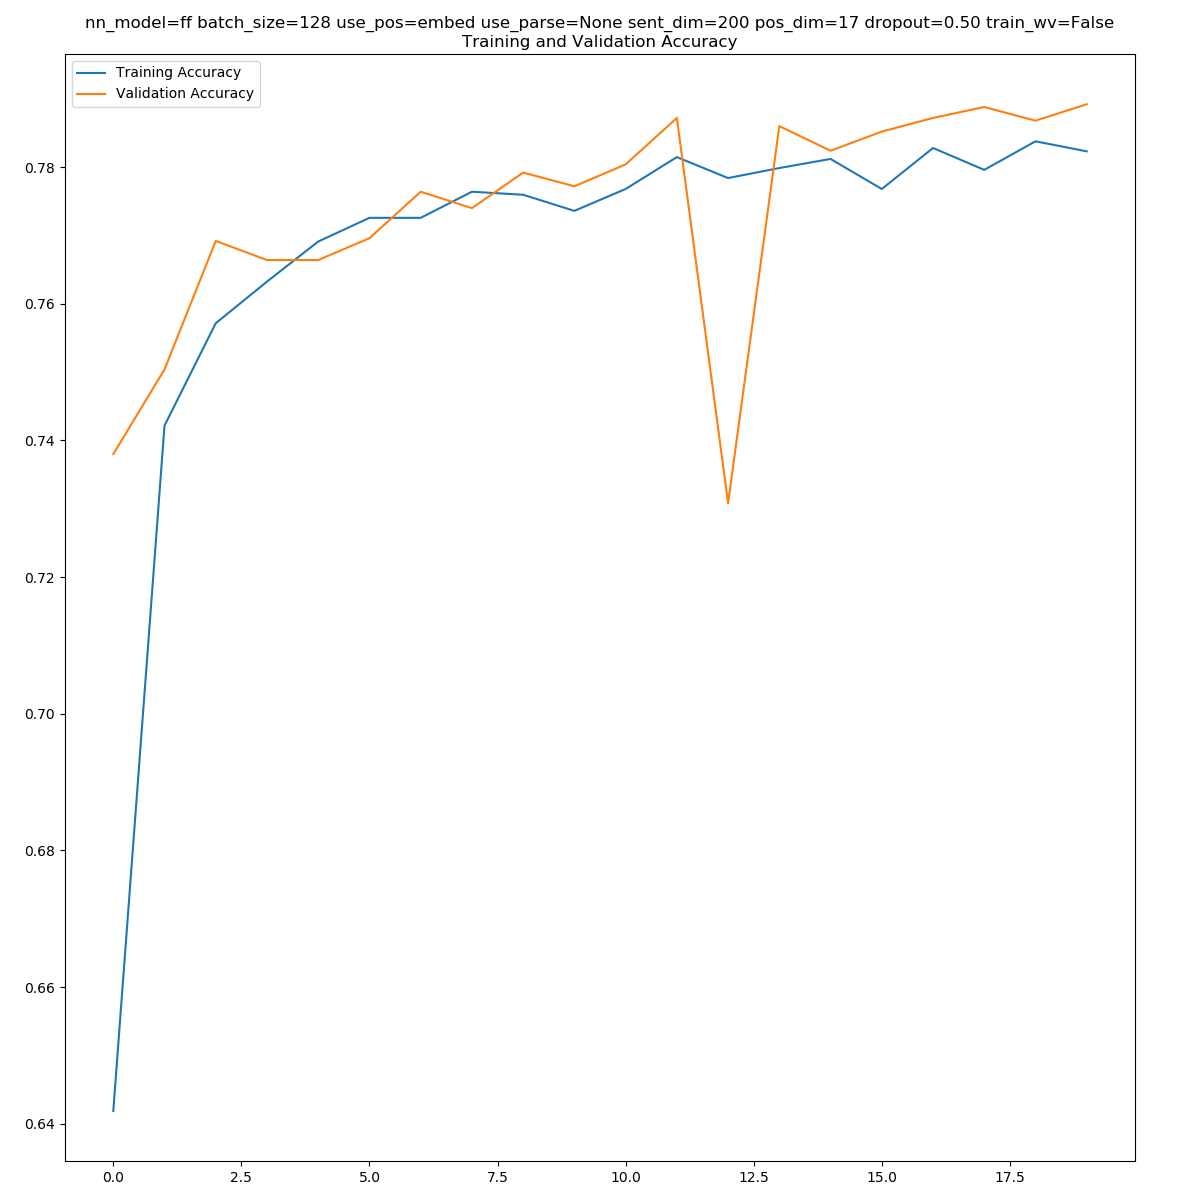 nn_model=ff batch_size=128 use_pos=embed use_parse=None sent_dim=200 pos_dim=17 dropout=0.50 train_wv=False
Training and Validation Accuracy
Training Accuracy
Validation Accuracy
0.78
0.76
0.74
0.72
0.70
0.68
0.66
0.64
0.0 2.5 5.0 7.5 10.0 12.5 15.0 17.5